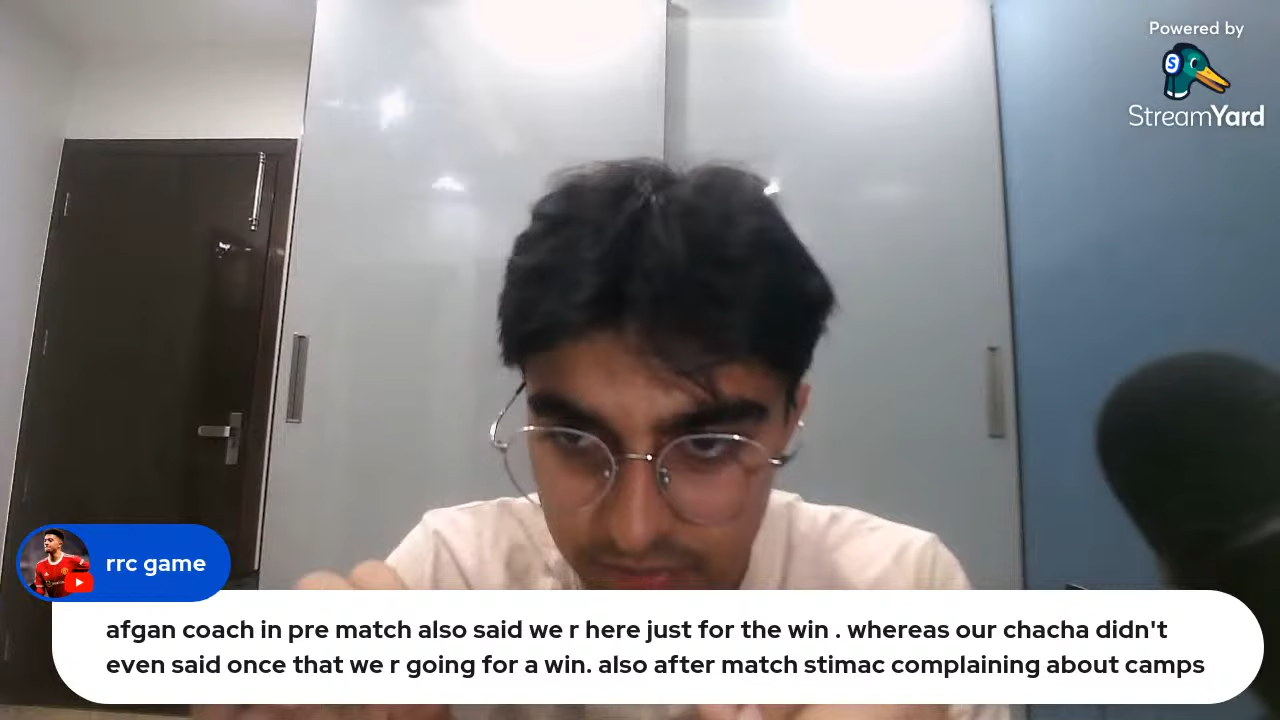 Powered by
StreamYard
rrc game
afgan coach in pre match also said we r here just for the win . whereas our chacha didn't
even said once that we r going for a win. also after match stimac complaining about camps